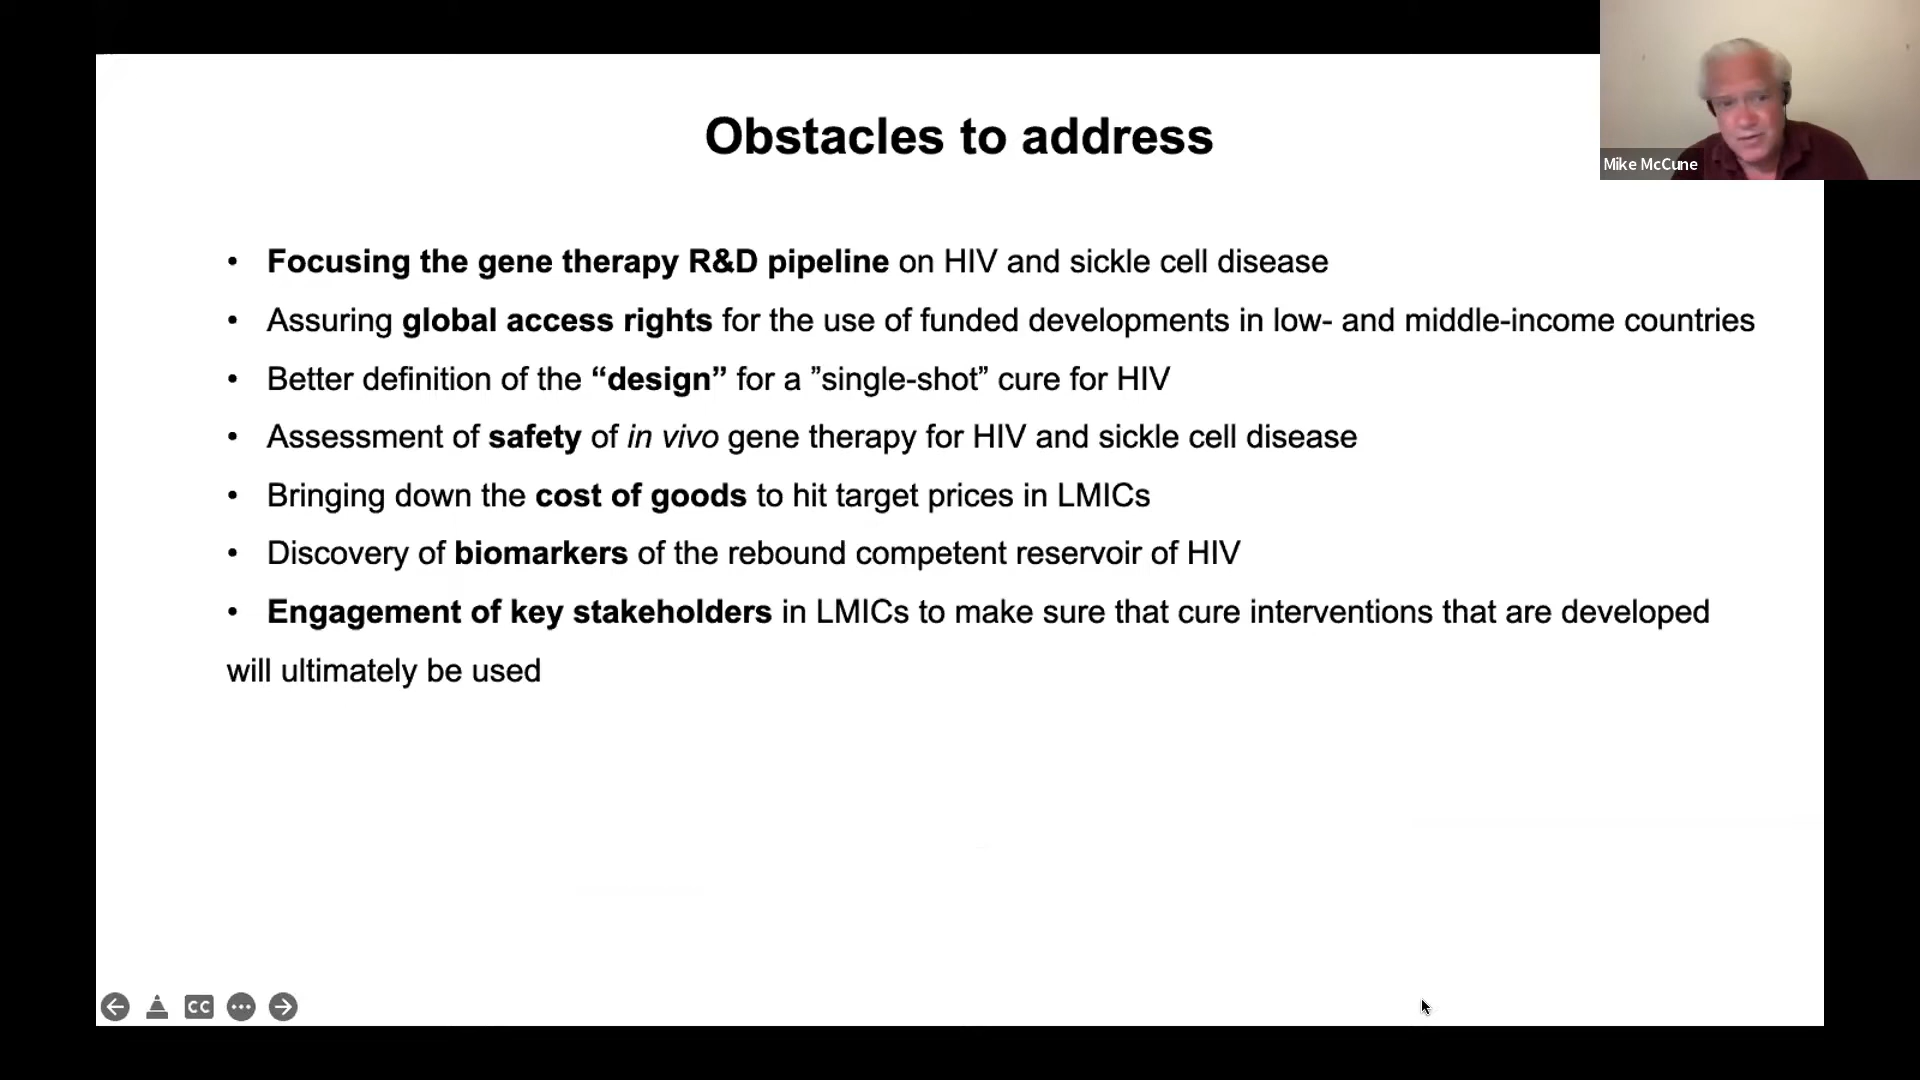 Obstacles to address
Mike McCune
• Focusing the gene therapy R&D pipeline on HIV and sickle cell disease
• Assuring global access rights for the use of funded developments in low- and middle-income countries
• Better definition of the “design” for a ”single-shot” cure for HIV
• Assessment of safety of in vivo gene therapy for HIV and sickle cell disease
• Bringing down the cost of goods to hit target prices in LMICs
• Discovery of biomarkers of the rebound competent reservoir of HIV
• Engagement of key stakeholders in LMICs to make sure that cure interventions that are developed
will ultimately be used
CC